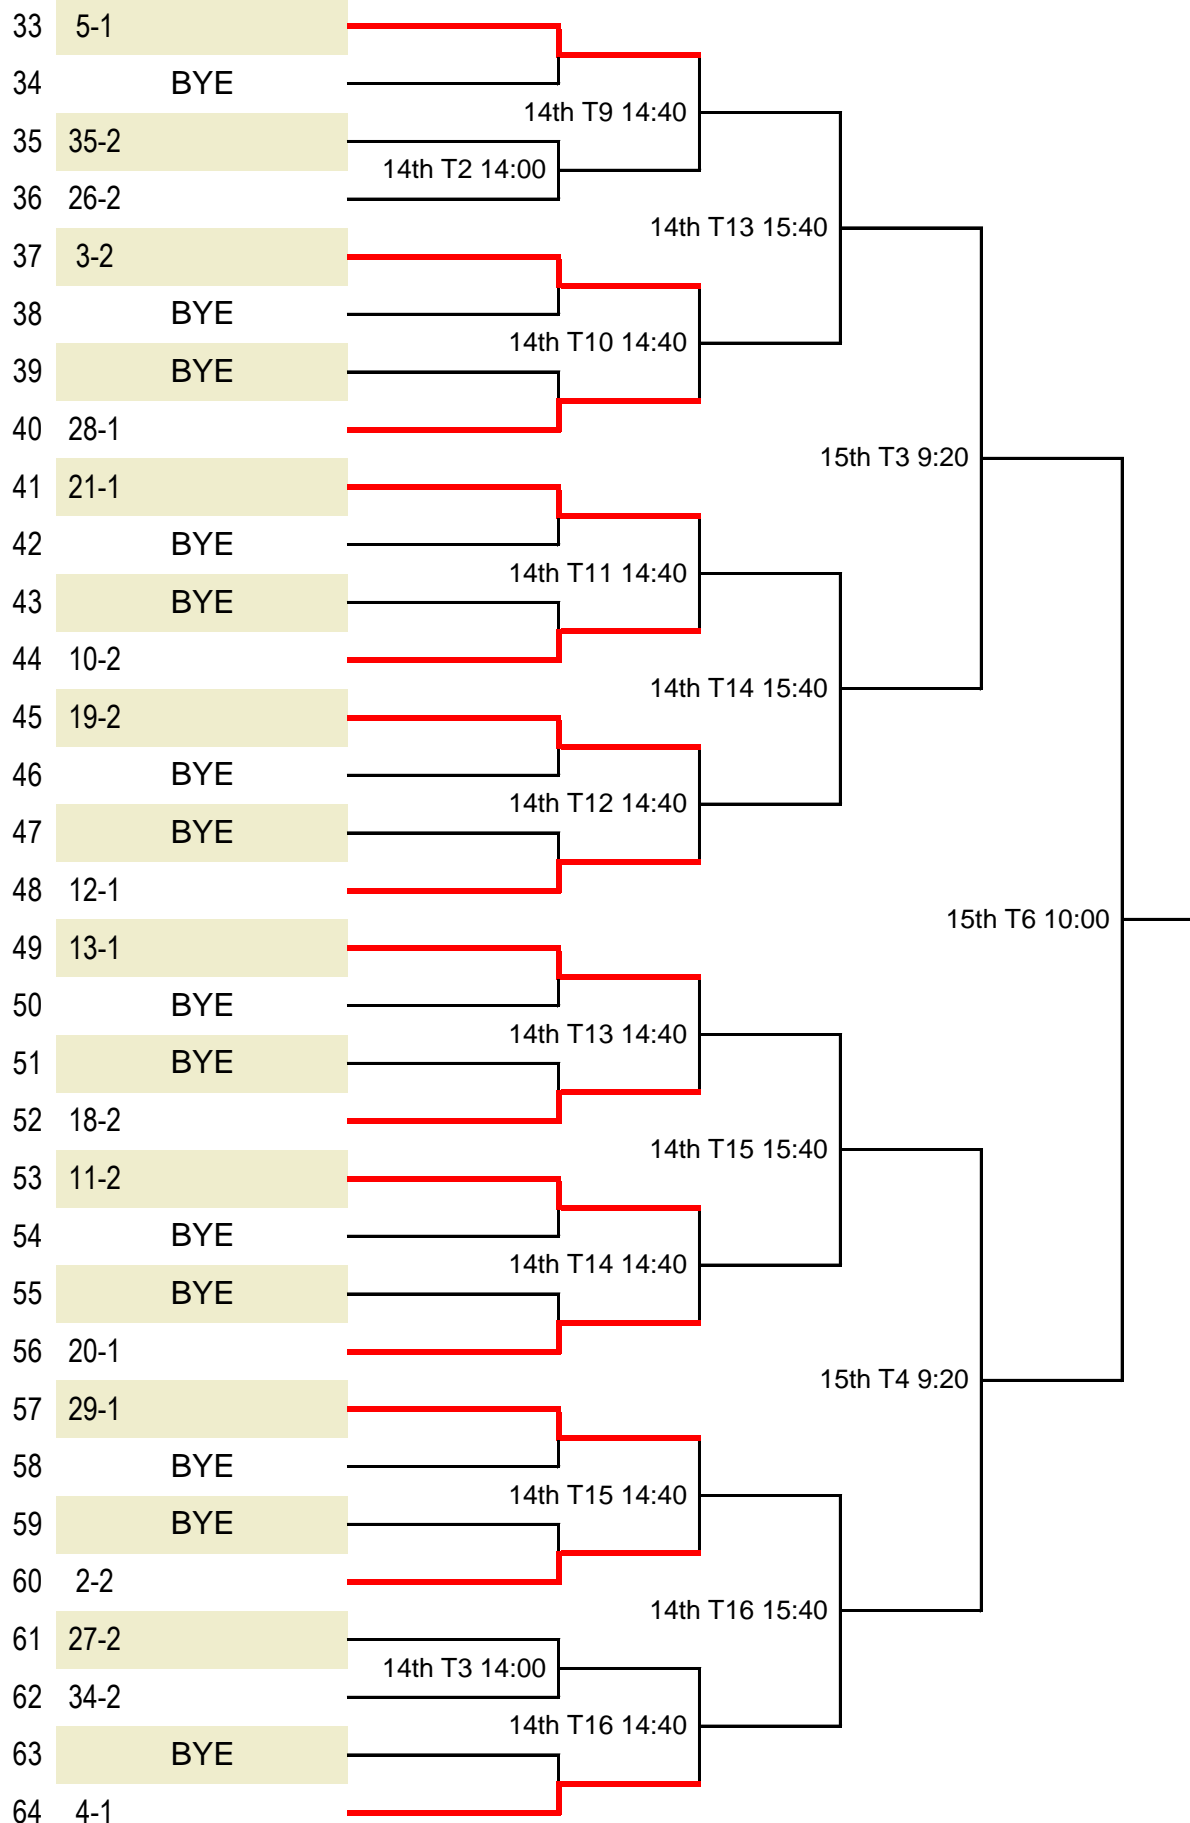 33 5-1
34 BYE
14th T9 14:40
35 35-2
14th T2 14:00
36 26-2
14th T13 15:40
37 3-2
38 BYE
14th T10 14:40
39 BYE
40 28-1
15th T3 9:20
41 21-1
42 BYE
14th T11 14:40
43 BYE
44 10-2
14th T14 15:40
45 19-2
46 BYE
14th T12 14:40
47 BYE
48 12-1
15th T6 10:00
49 13-1
50 BYE
14th T13 14:40
51 BYE
52 18-2
14th T15 15:40
53 11-2
54 BYE
14th T14 14:40
55 BYE
56 20-1
15th T4 9:20
57 29-1
58 BYE
14th T15 14:40
59 BYE
60 2-2
14th T16 15:40
61 27-2
14th T3 14:00
62 34-2
14th T16 14:40
63 BYE
64 4-1